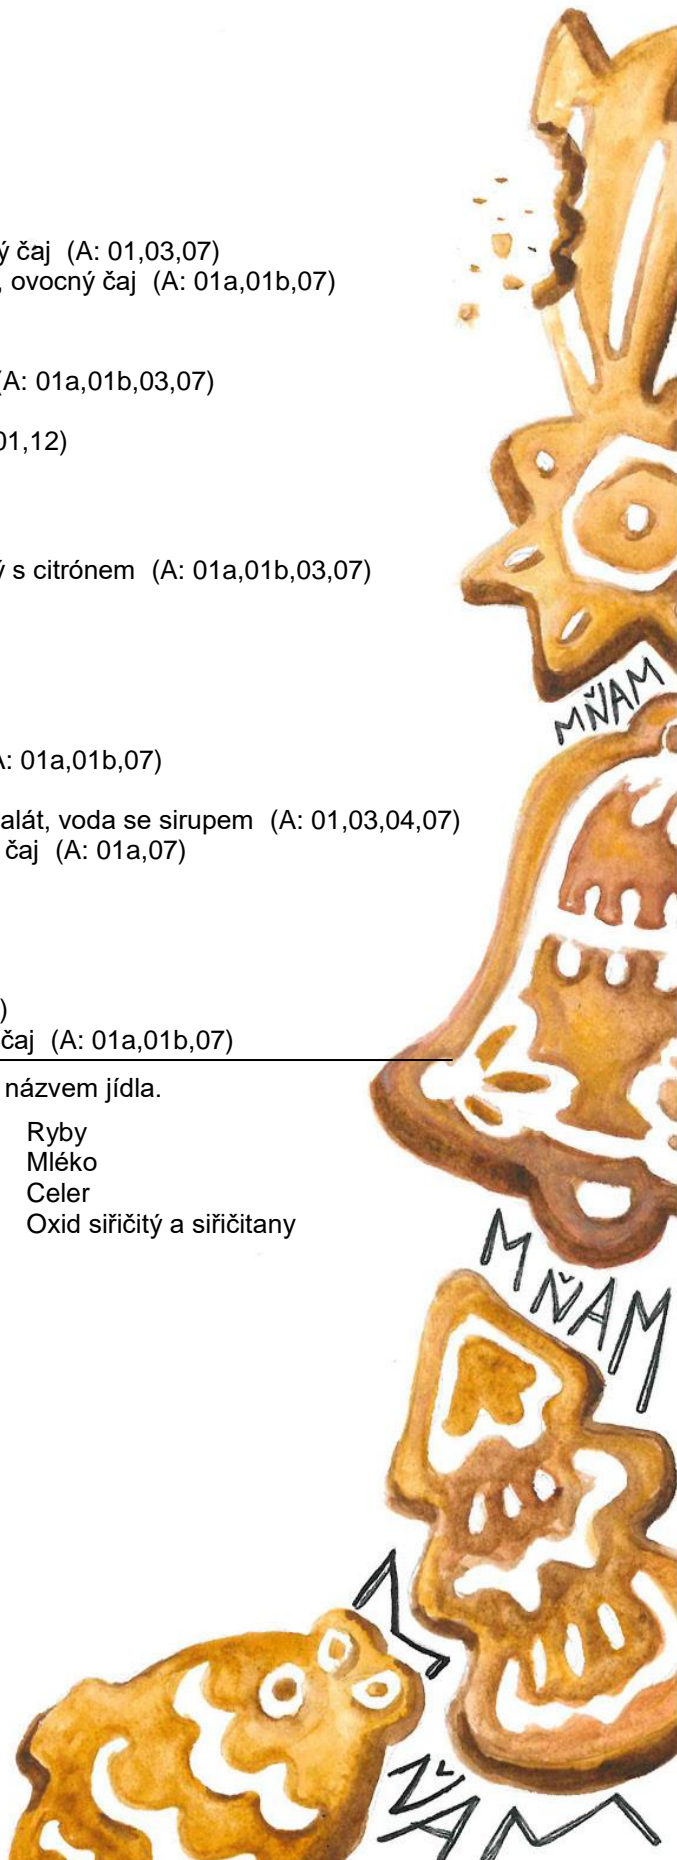 ý čaj (A: 01,03,07)
, ovocný čaj (A: 01a,01b,07)
(A: 01a,01b,03,07)
01,12)
ý s citrónem (A: 01a,01b,03,07)
A: 01a,01b,07)
alát, voda se sirupem (A: 01,03,04,07)
čaj (A: 01a,07)
)
čaj (A: 01a,01b,07)
názvem jídla.
Ryby
Mléko
Celer
Oxid siřičitý a siřičitany
MŇAM
MŇAM
MŇAM